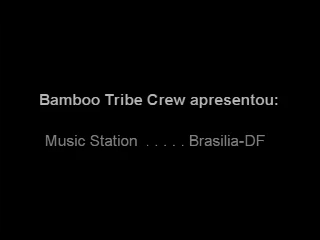 Bamboo Tribe Crew apresentou:
Music Station . . . . . Brasilia-DF